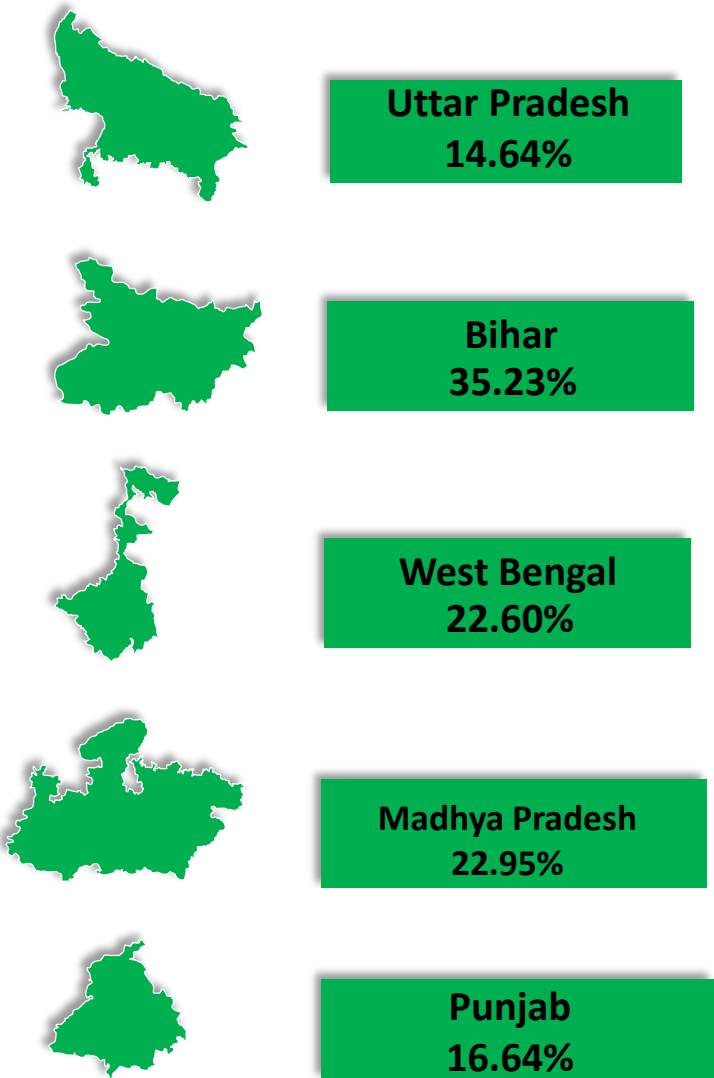 Uttar Pradesh
14.64%
Bihar
35.23%
West Bengal
22.60%
Madhya Pradesh
22.95%
Punjab
16.64%